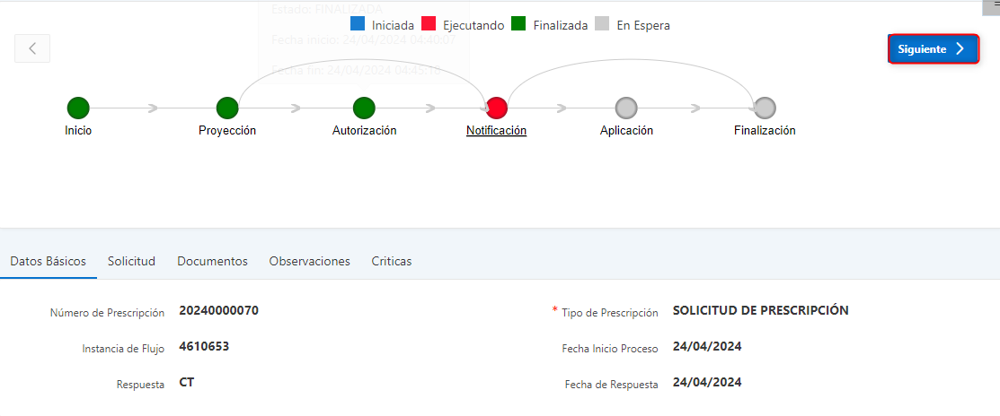 Estado: FINALIZADA
Iniciada Ejecutando Finalizada En Espera
Fecha inicio: 24/04/2024 04:40:07
Siguiente
Fecha fin: 24/04/2024 04:45:18
Inicio Proyección Autorización Notificación Aplicación Finalización
Datos Básicos Solicitud Documentos Observaciones Criticas
Número de Prescripción 20240000070 * Tipo de Prescripción SOLICITUD DE PRESCRIPCIÓN
Instancia de Flujo 4610653 Fecha Inicio Proceso 24/04/2024
Respuesta CT Fecha de Respuesta 24/04/2024